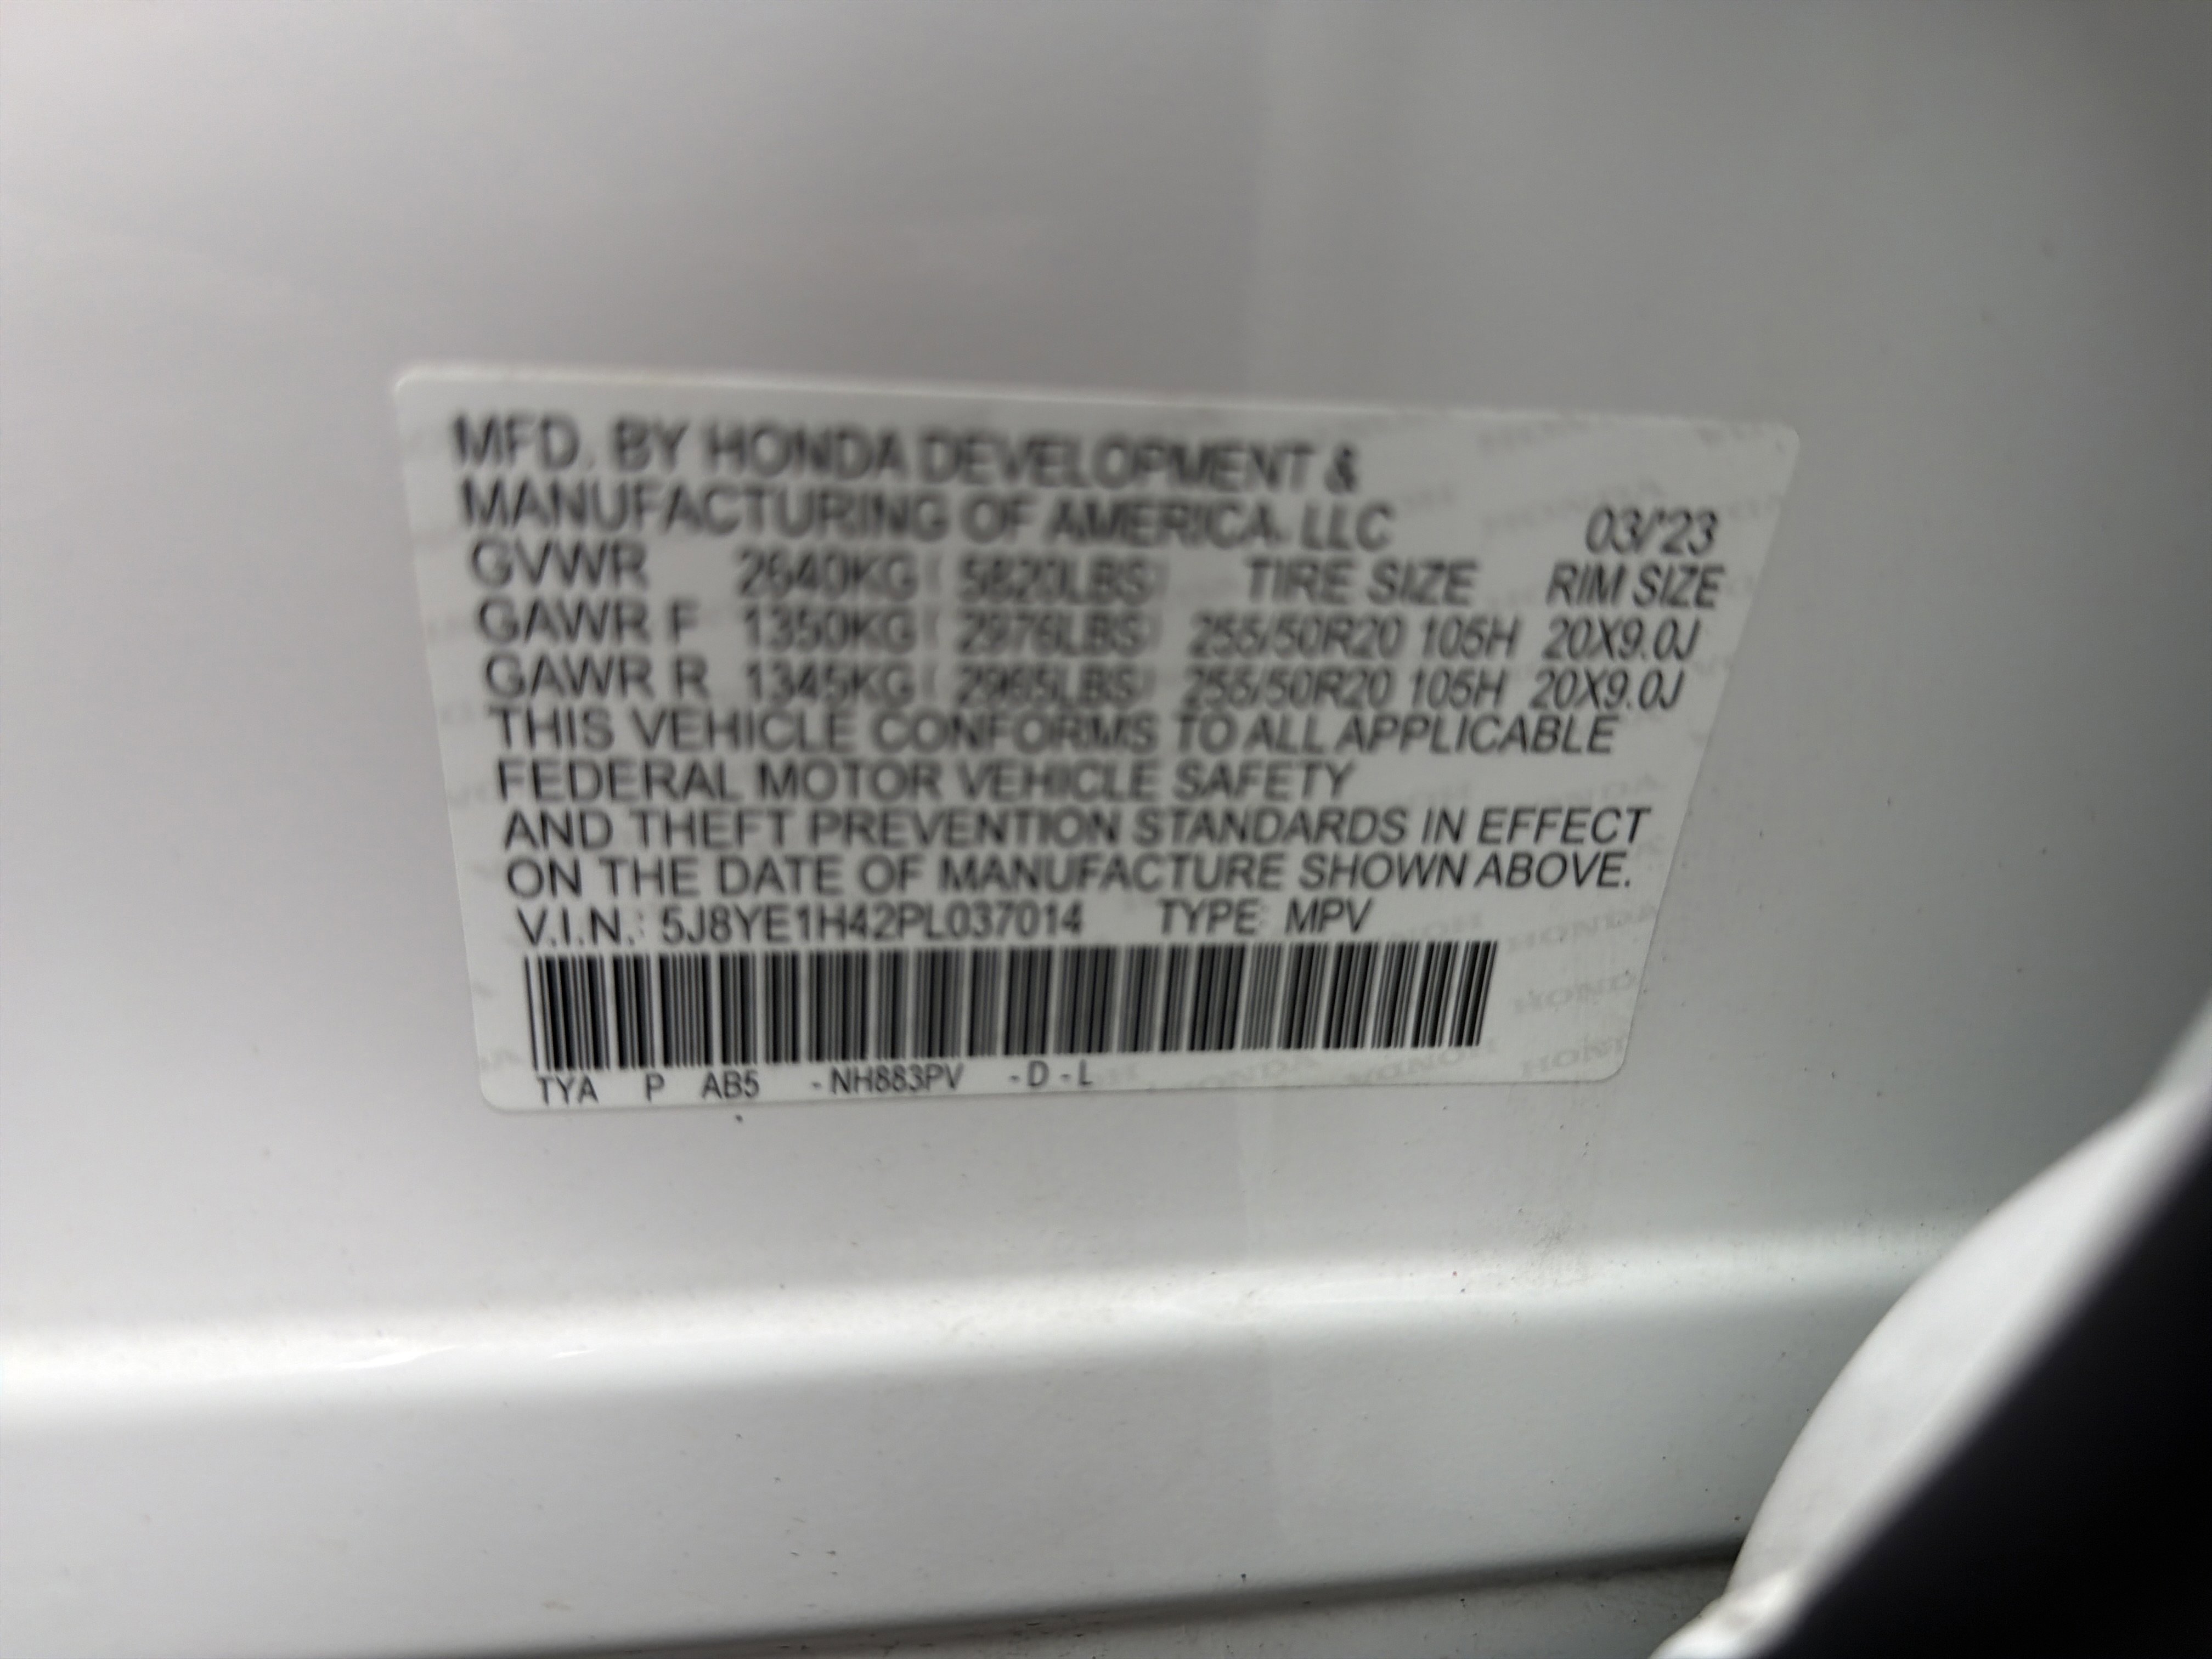 MFD. BY HONDA DEVELOPMENT &
MANUFACTURING OF AMERICA, LLC 03/'23
GVWR 2640KG ( 5820LBS) TIRE SIZE RIM SIZE
GAWR F 1350KG ( 2976LBS) 255/50R20 105H 20X9.0J
GAWR R 1345KG ( 2965LBS) 255/50R20 105H 20X9.0J
THIS VEHICLE CONFORMS TO ALL APPLICABLE
FEDERAL MOTOR VEHICLE SAFETY
AND THEFT PREVENTION STANDARDS IN EFFECT
ON THE DATE OF MANUFACTURE SHOWN ABOVE.
V.I.N.: 5J8YE1H42PL037014 TYPE: MPV
TYA P AB5 -NH883PV -D-L